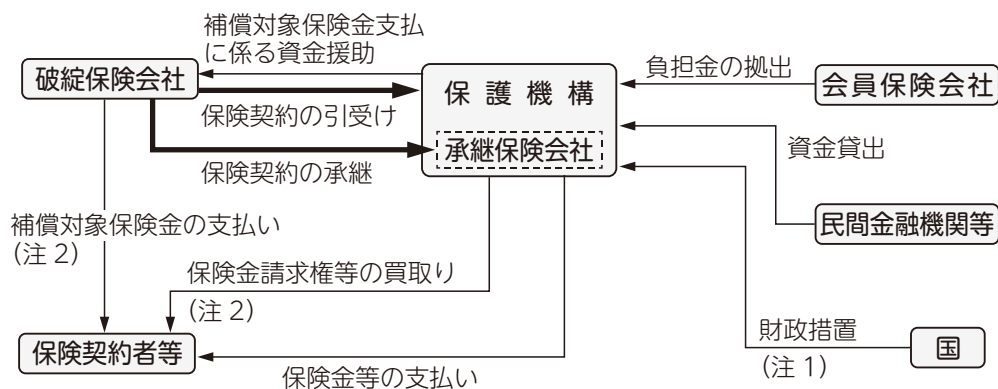 補償対象保険金支払
に係る資金援助
破綻保険会社
保険契約の引受け
保険契約の承継
保護機構
承継保険会社
負担金の拠出
会員保険会社
資金貸出
民間金融機関等
補償対象保険金の支払い
(注 2)
保険金請求権等の買取り
(注 2)
財政措置
(注 1)
国
保険契約者等
保険金等の支払い